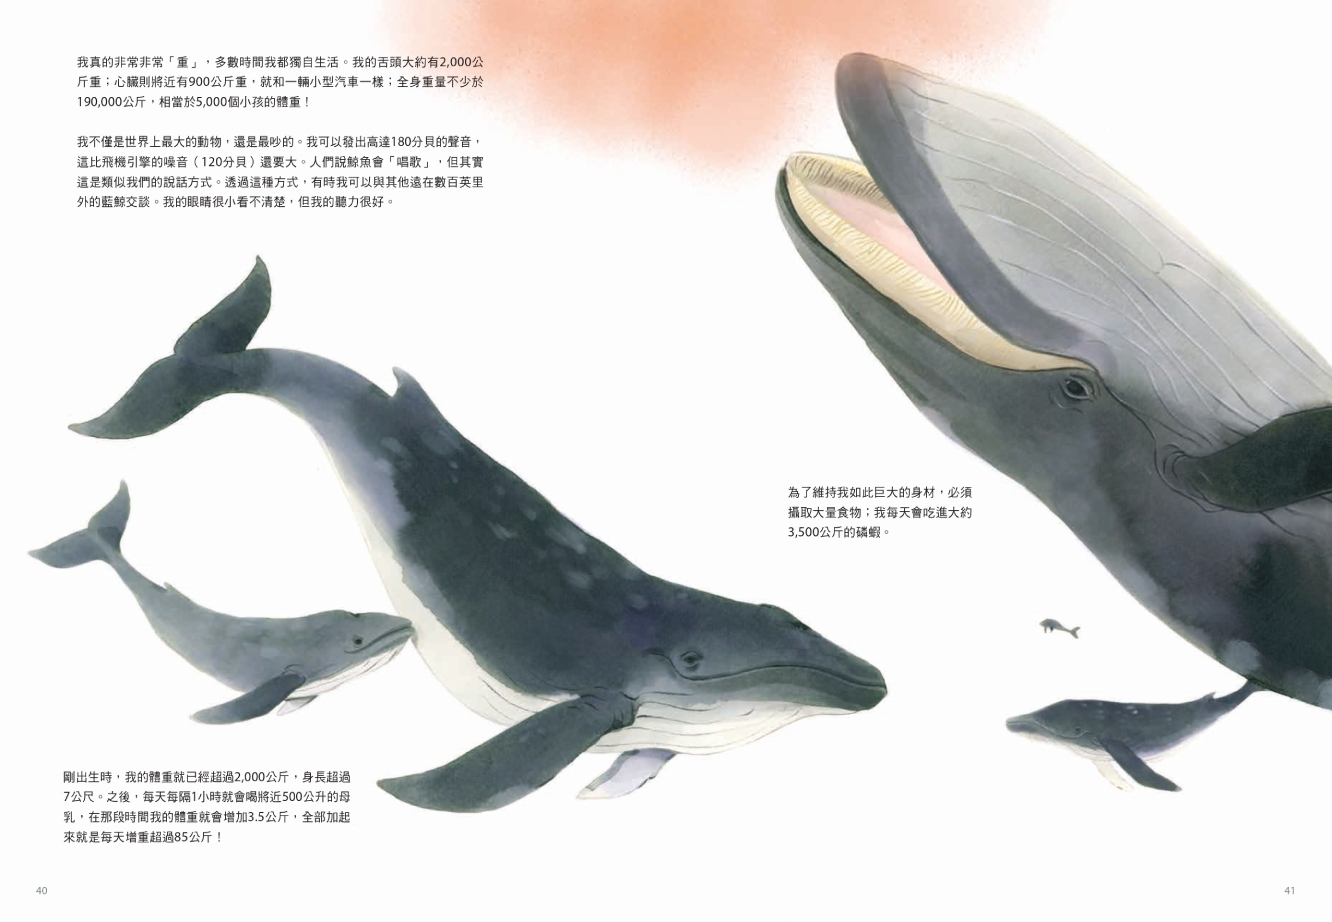 我真的非常非常「重」，多數時間我都獨自生活。我的舌頭大約有2,000公
斤重；心臟則將近有900公斤重，就和一輛小型汽車一樣；全身重量不少於
190,000公斤，相當於5,000個小孩的體重！
我不僅是世界上最大的動物，還是最吵的。我可以發出高達180分貝的聲音，
這比飛機引擎的噪音（120分貝）還要大。人們說鯨魚會「唱歌」，但其實
這是類似我們的說話方式。透過這種方式，有時我可以與其他遠在數百英里
外的藍鯨交談。我的眼睛很小看不清楚，但我的聽力很好。
為了維持我如此巨大的身材，必須
攝取大量食物；我每天會吃進大約
3,500公斤的磷蝦。
剛出生時，我的體重就已經超過2,000公斤，身長超過
7公尺。之後，每天每隔1小時就會喝將近500公升的母
乳，在那段時間我的體重就會增加3.5公斤，全部加起
來就是每天增重超過85公斤！
40
41